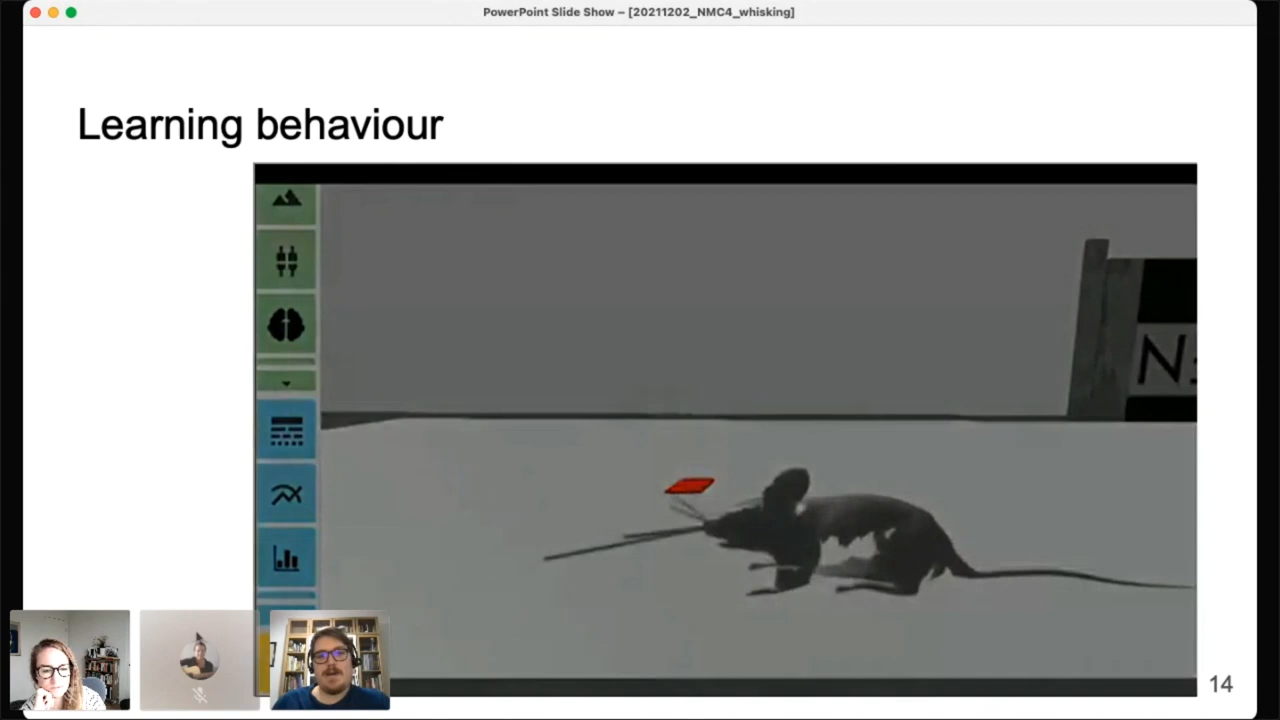 PowerPoint Slide Show – [20211202_NMC4_whisking]
Learning behaviour
14